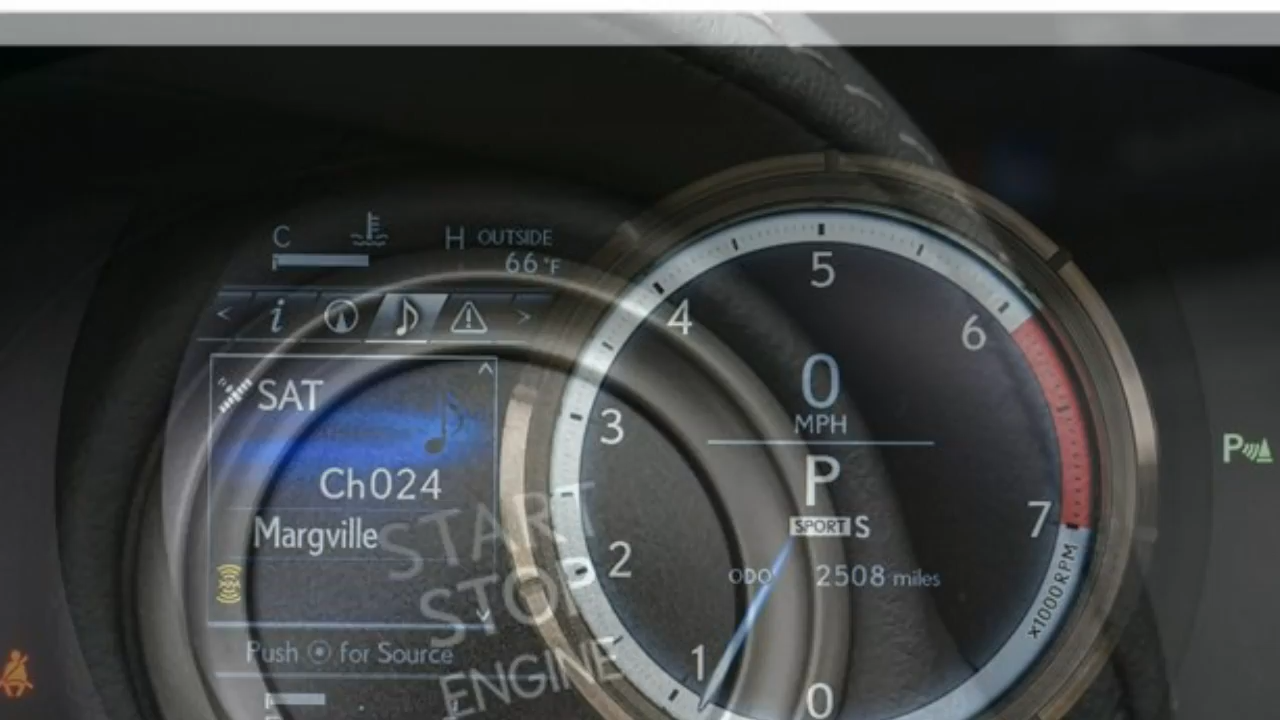 C H OUTSIDE
66°F
< i >
SAT
Ch024
Margville
Push for Source
START
STOP
ENGINE
5
4
6
3
7
2
1
0
0
MPH
P
SPORT S
ODO 2508 miles
x1000RPM
P